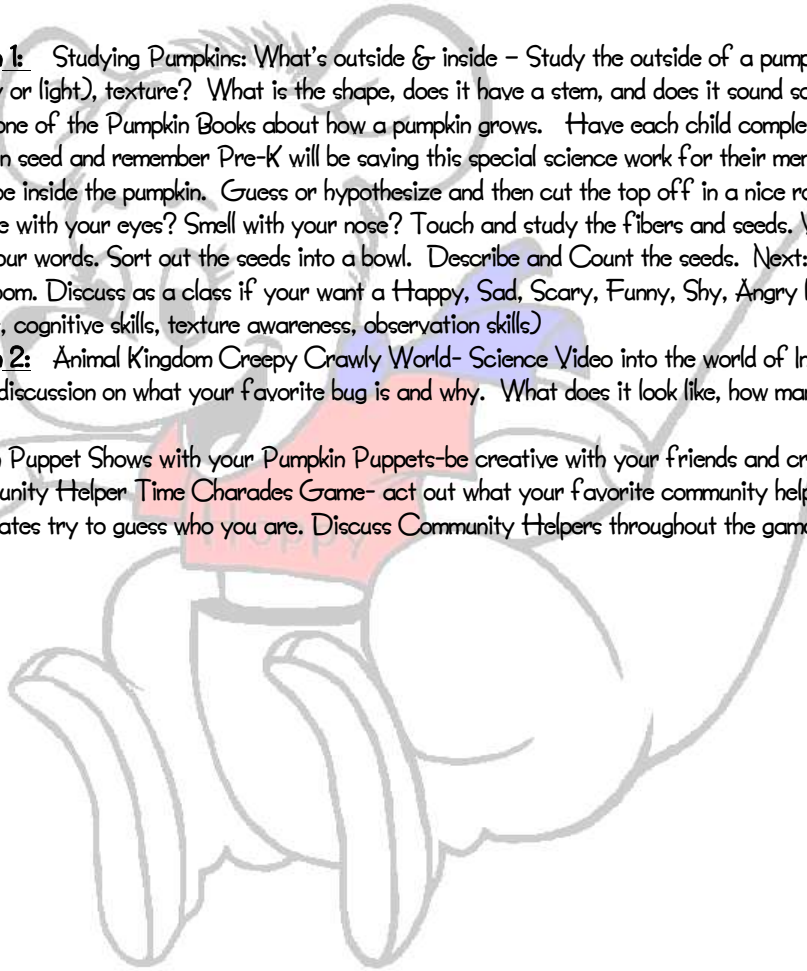 1: Studying Pumpkins: What's outside & inside – Study the outside of a pump
or light), texture? What is the shape, does it have a stem, and does it sound so
one of the Pumpkin Books about how a pumpkin grows. Have each child comple
n seed and remember Pre-K will be saving this special science work for their mem
be inside the pumpkin. Guess or hypothesize and then cut the top off in a nice ro
e with your eyes? Smell with your nose? Touch and study the fibers and seeds.
our words. Sort out the seeds into a bowl. Describe and Count the seeds. Next:
oom. Discuss as a class if your want a Happy, Sad, Scary, Funny, Shy, Angry
, cognitive skills, texture awareness, observation skills)
2: Animal Kingdom Creepy Crawly World- Science Video into the world of In
discussion on what your favorite bug is and why. What does it look like, how mar
Puppet Shows with your Pumpkin Puppets-be creative with your friends and cr
unity Helper Time Charades Game- act out what your favorite community help
ates try to guess who you are. Discuss Community Helpers throughout the game
Hoppy